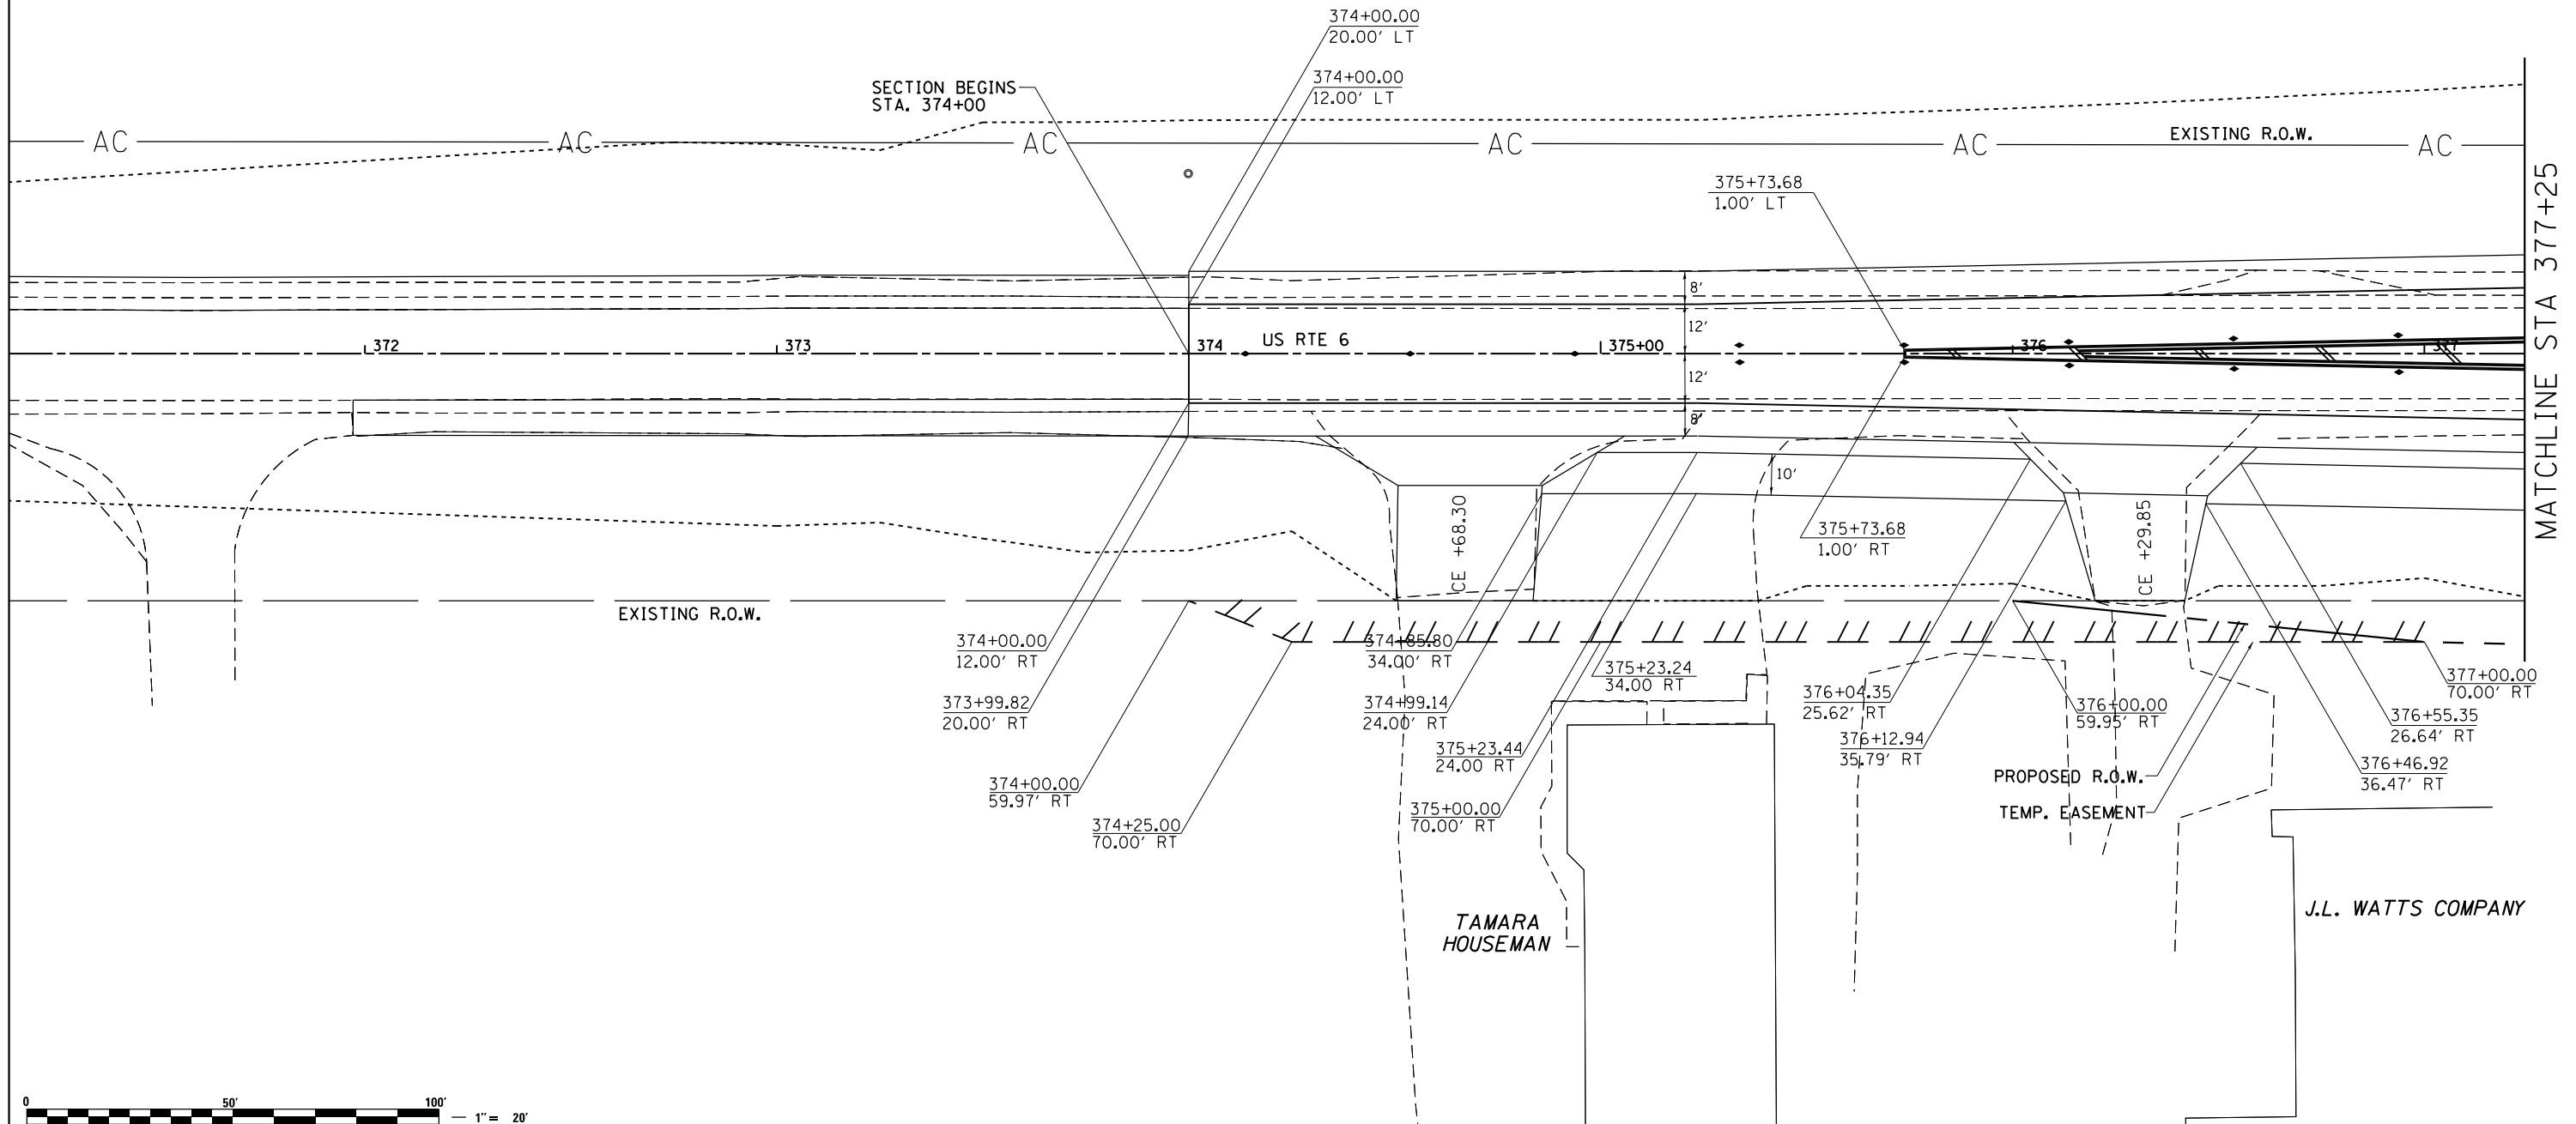 374+00.00
20.00' LT
374+00.00
12.00' LT
SECTION BEGINS
STA. 374+00
AC
AC
AC
AC
AC
AC
EXISTING R.O.W.
375+73.68
1.00' LT
MATCHLINE STA 377+25
8'
12'
372
373
374
US RTE 6
375+00
376
377
12'
8'
10'
CE +68.30
CE +29.85
375+73.68
1.00' RT
EXISTING R.O.W.
374+00.00
12.00' RT
374+85.80
34.00' RT
375+23.24
34.00 RT
377+00.00
70.00' RT
373+99.82
20.00' RT
374+99.14
24.00' RT
376+04.35
25.62' RT
376+00.00
59.95' RT
376+55.35
26.64' RT
375+23.44
24.00 RT
376+12.94
35.79' RT
376+46.92
36.47' RT
374+00.00
59.97' RT
PROPOSED R.O.W.
375+00.00
70.00' RT
TEMP. EASEMENT
374+25.00
70.00' RT
TAMARA
HOUSEMAN
J.L. WATTS COMPANY
0 50' 100'
1"= 20'